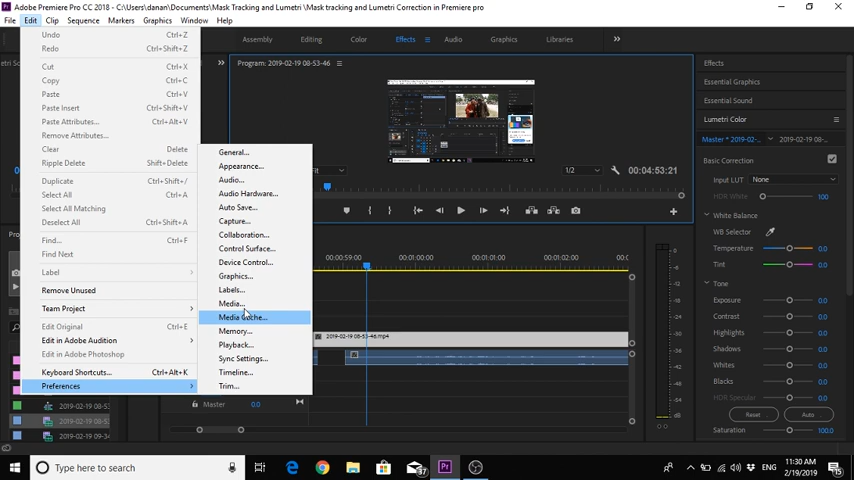 Adobe Premiere Pro CC 2018 - C:\Users\danan\Documents\Mask Tracking and Lumetri \Mask tracking and Lumetri Correction in Premiere pro
File Edit Clip Sequence Markers Graphics Window Help
Undo Ctrl+Z
Redo Ctrl+Shift+Z
Cut Ctrl+X
Copy Ctrl+C
Paste Ctrl+V
Paste Insert Ctrl+Shift+V
Paste Attributes... Ctrl+Alt+V
Remove Attributes...
Clear Delete
Ripple Delete Shift+Delete
Duplicate Ctrl+Shift+/
Select All Ctrl+A
Select All Matching
Deselect All Ctrl+Shift+A
Find... Ctrl+F
Find Next
Label
Remove Unused
Team Project
Edit Original Ctrl+E
Edit in Adobe Audition
Edit in Adobe Photoshop
Keyboard Shortcuts... Ctrl+Alt+K
Preferences
General...
Appearance...
Audio...
Audio Hardware...
Auto Save...
Capture...
Collaboration...
Control Surface...
Device Control...
Graphics...
Labels...
Media...
Media Cache...
Memory...
Playback...
Sync Settings...
Timeline...
Trim...
Assembly Editing Color Effects Audio Graphics Libraries
Program: 2019-02-19 08-53-46
1/2 00:04:53:21
00:00:59:00 00:01:00:00 00:01:01:00 00:01:02:00
2019-02-19 08-53-46.mp4
Master 0.0
2019-02-19 08-53
2019-02-19 09-34
Effects
Essential Graphics
Essential Sound
Lumetri Color
Master * 2019-02-19 08-... 2019-02-19 08-...
Basic Correction
Input LUT None
HDR White 100
White Balance
WB Selector
Temperature 0.0
Tint 0.0
Tone
Exposure 0.0
Contrast 0.0
Highlights 0.0
Shadows 0.0
Whites 0.0
Blacks 0.0
HDR Specular 0.0
Reset Auto
Saturation 100.0
Type here to search
ENG
11:30 AM
2/19/2019